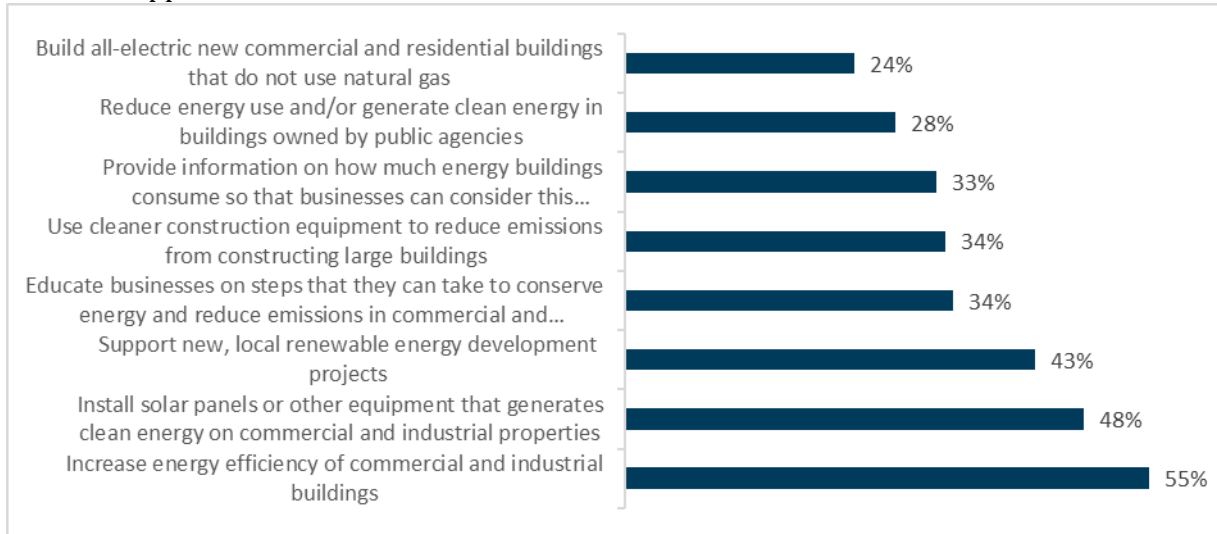 Build all-electric new commercial and residential buildings
that do not use natural gas
24%
Reduce energy use and/or generate clean energy in
buildings owned by public agencies
28%
Provide information on how much energy buildings
consume so that businesses can consider this...
33%
Use cleaner construction equipment to reduce emissions
from constructing large buildings
34%
Educate businesses on steps that they can take to conserve
energy and reduce emissions in commercial and...
34%
Support new, local renewable energy development
projects
43%
Install solar panels or other equipment that generates
clean energy on commercial and industrial properties
48%
Increase energy efficiency of commercial and industrial
buildings
55%